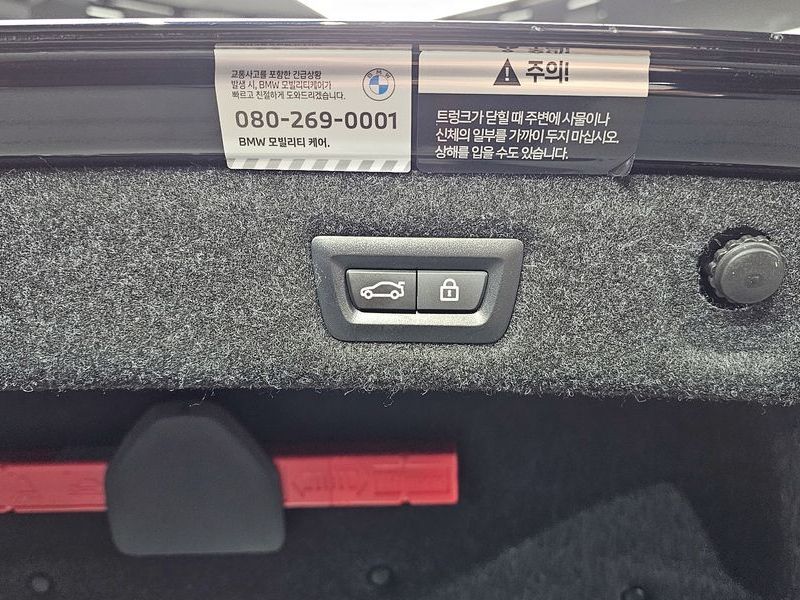 교통사고를 포함한 긴급상황
발생 시, BMW 모빌리티케어가
빠르고 친절하게 도와드리겠습니다.
080-269-0001
BMW 모빌리티 케어.
주의!
트렁크가 닫힐 때 주변에 사물이나
신체의 일부를 가까이 두지 마십시오.
상해를 입을 수도 있습니다.